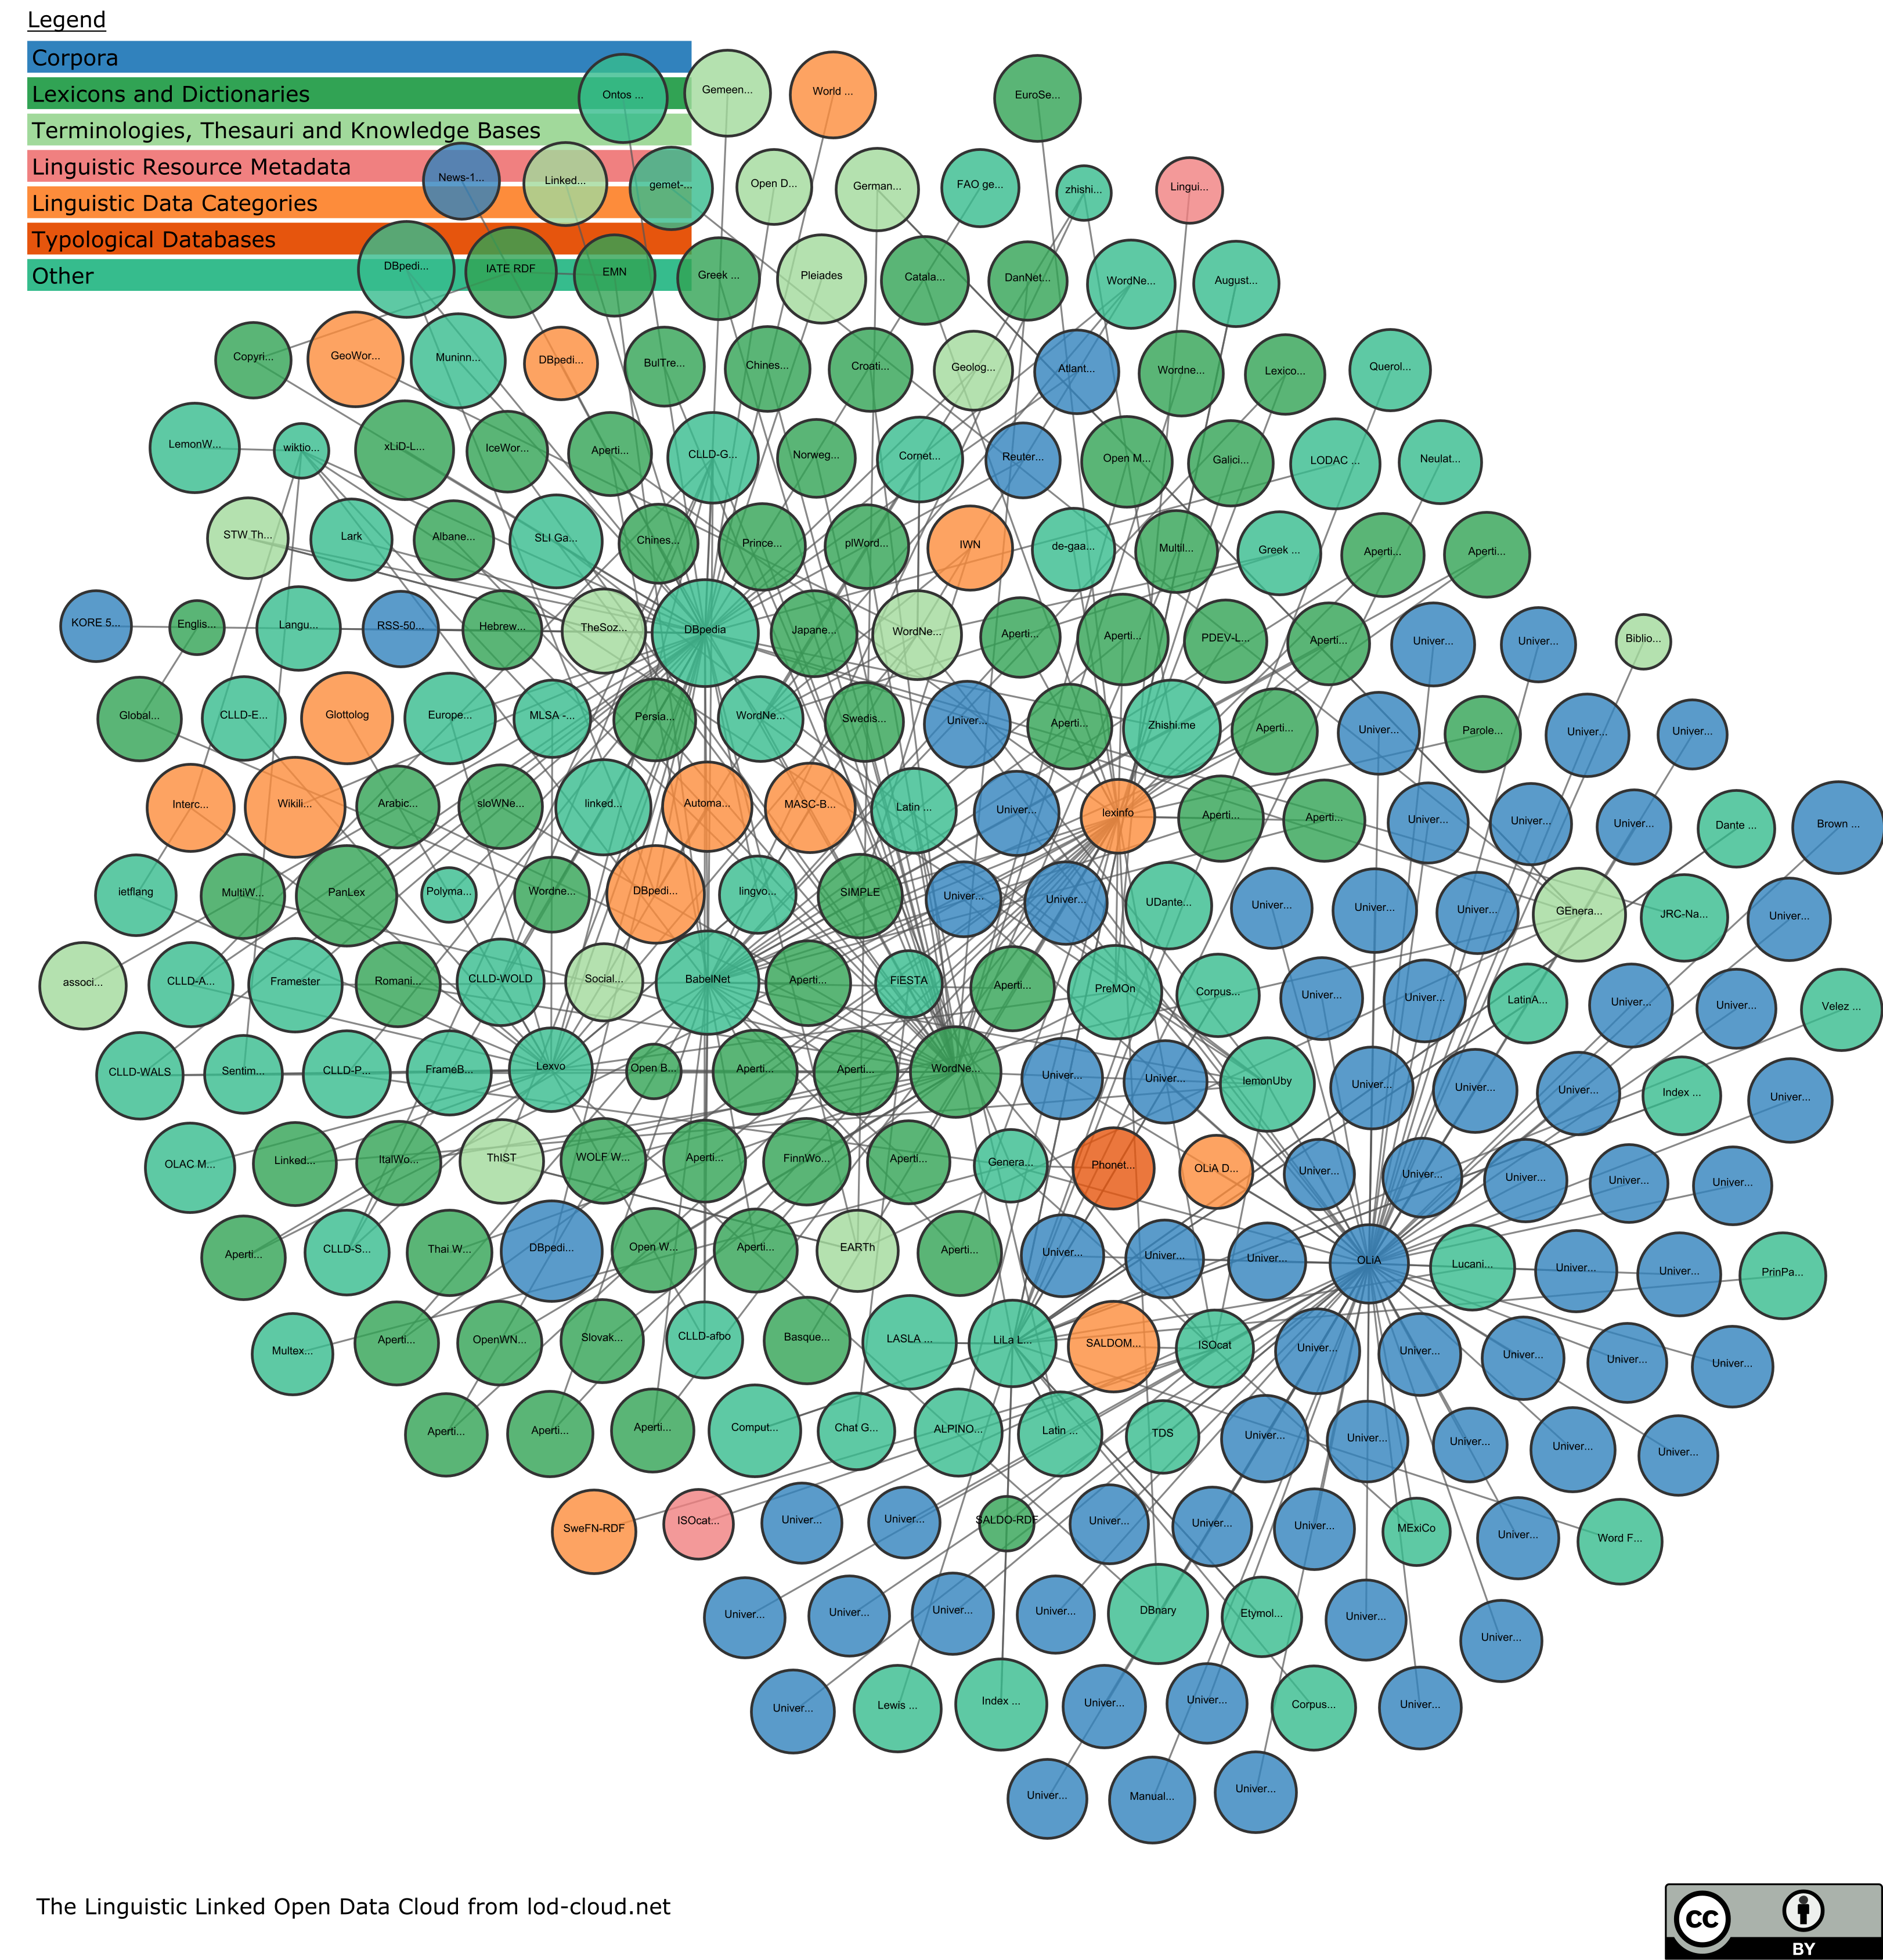 Legend
Corpora
Lexicons and Dictionaries
Terminologies, Thesauri and Knowledge Bases
Linguistic Resource Metadata
Linguistic Data Categories
Typological Databases
Other
Ontos ...
Gemeen...
World ...
EuroSe...
News-1...
Linked...
gemet-...
Open D...
German...
FAO ge...
zhishi...
Lingui...
DBpedi...
IATE RDF
EMN
Greek ...
Pleiades
Catala...
DanNet...
WordNe...
August...
Copyri...
GeoWor...
Muninn...
DBpedi...
BulTre...
Chines...
Croati...
Geolog...
Atlant...
Wordne...
Lexico...
Querol...
LemonW...
wiktio...
xLiD-L...
IceWor...
Aperti...
CLLD-G...
Norweg...
Cornet...
Reuter...
Open M...
Galici...
LODAC ...
Neulat...
STW Th...
Lark
Albane...
SLI Ga...
Chines...
Prince...
plWord...
IWN
de-gaa...
Multil...
Greek ...
Aperti...
Aperti...
KORE 5...
Englis...
Langu...
RSS-50...
Hebrew...
TheSoz...
DBpedia
Japane...
WordNe...
Aperti...
Aperti...
PDEV-L...
Aperti...
Univer...
Univer...
Biblio...
Global...
CLLD-E...
Glottolog
Europe...
MLSA -...
Persia...
WordNe...
Swedis...
Univer...
Aperti...
Zhishi.me
Aperti...
Univer...
Parole...
Univer...
Univer...
Interc...
Wikili...
Arabic...
sloWNe...
linked...
Automa...
MASC-B...
Latin ...
Univer...
lexinfo
Aperti...
Aperti...
Univer...
Univer...
Univer...
Dante ...
Brown ...
ietflang
MultiW...
PanLex
Polyma...
Wordne...
DBpedi...
lingvo...
SIMPLE
Univer...
Univer...
UDante...
Univer...
Univer...
Univer...
GEnera...
JRC-Na...
Univer...
associ...
CLLD-A...
Framester
Romani...
CLLD-WOLD
Social...
BabelNet
Aperti...
FiESTA
Aperti...
PreMOn
Corpus...
Univer...
Univer...
LatinA...
Univer...
Univer...
Velez ...
CLLD-WALS
Sentim...
CLLD-P...
FrameB...
Lexvo
Open B...
Aperti...
Aperti...
WordNe...
Univer...
Univer...
lemonUby
Univer...
Univer...
Univer...
Index ...
Univer...
OLAC M...
Linked...
ItalWo...
ThIST
WOLF W...
Aperti...
FinnWo...
Aperti...
Genera...
Phonet...
OLiA D...
Univer...
Univer...
Univer...
Univer...
Univer...
Aperti...
CLLD-S...
Thai W...
DBpedi...
Open W...
Aperti...
EARTh
Aperti...
Univer...
Univer...
Univer...
OLiA
Lucani...
Univer...
Univer...
PrinPa...
Multex...
Aperti...
OpenWN...
Slovak...
CLLD-afbo
Basque...
LASLA ...
LiLa L...
SALDOM...
ISOcat
Univer...
Univer...
Univer...
Univer...
Univer...
Aperti...
Aperti...
Aperti...
Comput...
Chat G...
ALPINO...
Latin ...
TDS
Univer...
Univer...
Univer...
Univer...
Univer...
SweFN-RDF
ISOcat...
Univer...
Univer...
SALDO-RDF
Univer...
Univer...
Univer...
MExiCo
Univer...
Word F...
Univer...
Univer...
Univer...
Univer...
DBnary
Etymol...
Univer...
Univer...
Univer...
Lewis ...
Index ...
Univer...
Univer...
Corpus...
Univer...
Univer...
Manual...
Univer...
The Linguistic Linked Open Data Cloud from lod-cloud.net
CC
BY